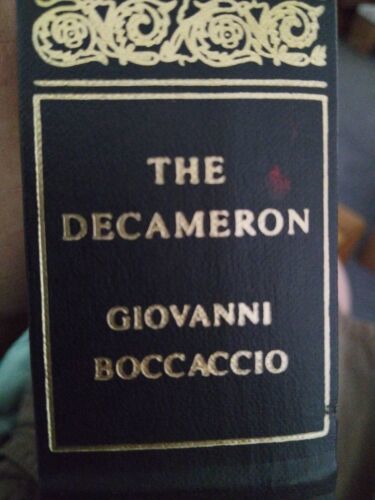 THE
DECAMERON
GIOVANNI
BOCCACCIO